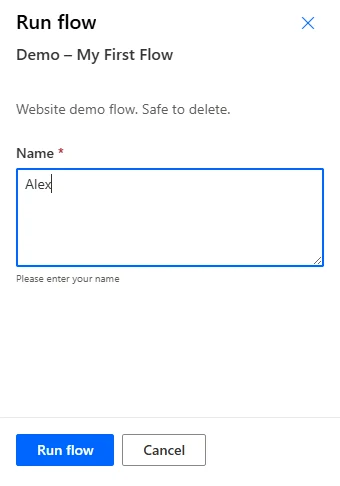 Run flow
Demo – My First Flow
Website demo flow. Safe to delete.
Name *
Alex
Please enter your name
Run flow
Cancel